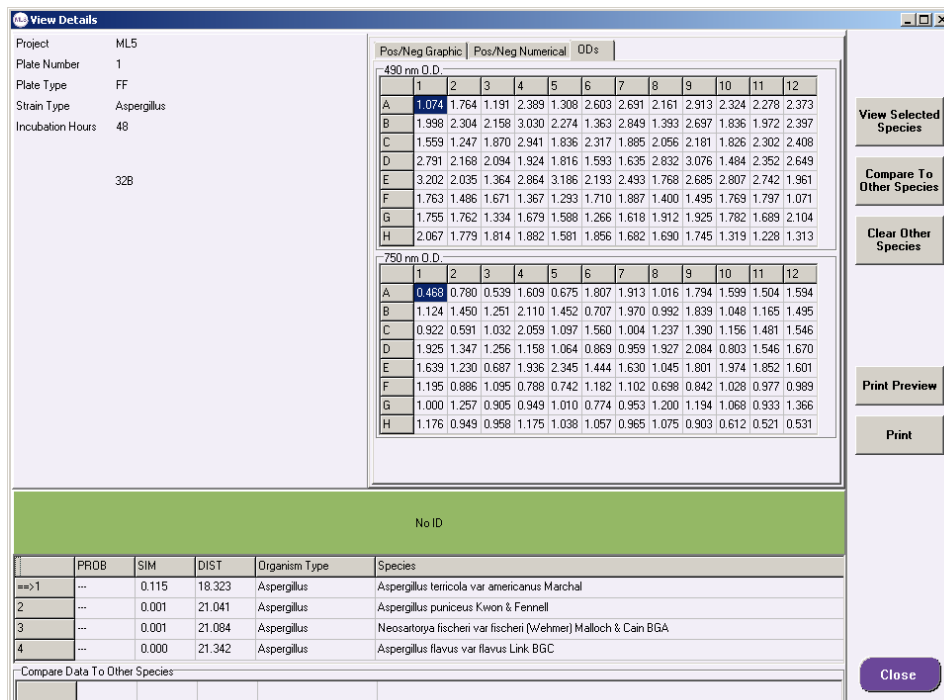 View Details
Project ML5
Plate Number 1
Plate Type FF
Strain Type Aspergillus
Incubation Hours 48
32B
Pos/Neg Graphic Pos/Neg Numerical ODs
490 nm O.D.
1 2 3 4 5 6 7 8 9 10 11 12
A 1.074 1.764 1.191 2.389 1.308 2.603 2.691 2.161 2.913 2.324 2.278 2.373
B 1.998 2.304 2.158 3.030 2.274 1.363 2.849 1.393 2.697 1.836 1.972 2.397
C 1.559 1.247 1.870 2.941 1.836 2.317 1.885 2.056 2.181 1.826 2.302 2.408
D 2.791 2.168 2.094 1.924 1.816 1.593 1.635 2.832 3.076 1.484 2.352 2.649
E 3.202 2.035 1.364 2.864 3.186 2.193 2.493 1.768 2.685 2.807 2.742 1.961
F 1.763 1.486 1.671 1.367 1.293 1.710 1.887 1.400 1.495 1.769 1.797 1.071
G 1.755 1.762 1.334 1.679 1.588 1.266 1.618 1.912 1.925 1.782 1.689 2.104
H 2.067 1.779 1.814 1.882 1.581 1.856 1.682 1.690 1.745 1.319 1.228 1.313
750 nm O.D.
1 2 3 4 5 6 7 8 9 10 11 12
A 0.468 0.780 0.539 1.609 0.675 1.807 1.913 1.016 1.794 1.599 1.504 1.594
B 1.124 1.450 1.251 2.110 1.452 0.707 1.970 0.992 1.839 1.048 1.165 1.495
C 0.922 0.591 1.032 2.059 1.097 1.560 1.004 1.237 1.390 1.156 1.481 1.546
D 1.925 1.347 1.256 1.158 1.064 0.869 0.959 1.927 2.084 0.803 1.546 1.670
E 1.639 1.230 0.687 1.936 2.345 1.444 1.630 1.045 1.801 1.974 1.852 1.601
F 1.195 0.886 1.095 0.788 0.742 1.182 1.102 0.698 0.842 1.028 0.977 0.989
G 1.000 1.257 0.905 0.949 1.010 0.774 0.953 1.200 1.194 1.068 0.933 1.366
H 1.176 0.949 0.958 1.175 1.038 1.057 0.965 1.075 0.903 0.612 0.521 0.531
View Selected
Species
Compare To
Other Species
Clear Other
Species
Print Preview
Print
No ID
PROB SIM DIST Organism Type Species
==>1 --- 0.115 18.323 Aspergillus Aspergillus terricola var americanus Marchal
2 --- 0.001 21.041 Aspergillus Aspergillus puniceus Kwon & Fennell
3 --- 0.001 21.084 Aspergillus Neosartorya fischeri var fischeri (Wehmer) Malloch & Cain BGA
4 --- 0.000 21.342 Aspergillus Aspergillus flavus var flavus Link BGC
Compare Data To Other Species
Close